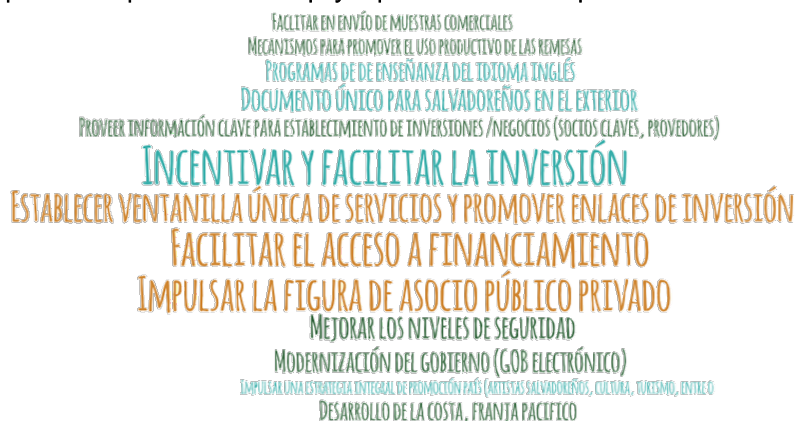 Faclitar en envío de muestras comerciales
Mecanismos para promover el uso productivo de las remesas
Programas de de enseñanza del idioma inglés
Documento único para salvadoreños en el exterior
Proveer información clave para establecimiento de inversiones /negocios (socios claves, provedores)
Incentivar y facilitar la inversión
Establecer ventanilla única de servicios y promover enlaces de inversión
Facilitar el acceso a financiamiento
Impulsar la figura de asocio público privado
Mejorar los niveles de seguridad
Modernización del gobierno (GOB electrónico)
Impulsar una estrategia integral de promoción país (artistas salvadoreños, cultura, turismo, entre o
Desarrollo de la costa, franja pacifico